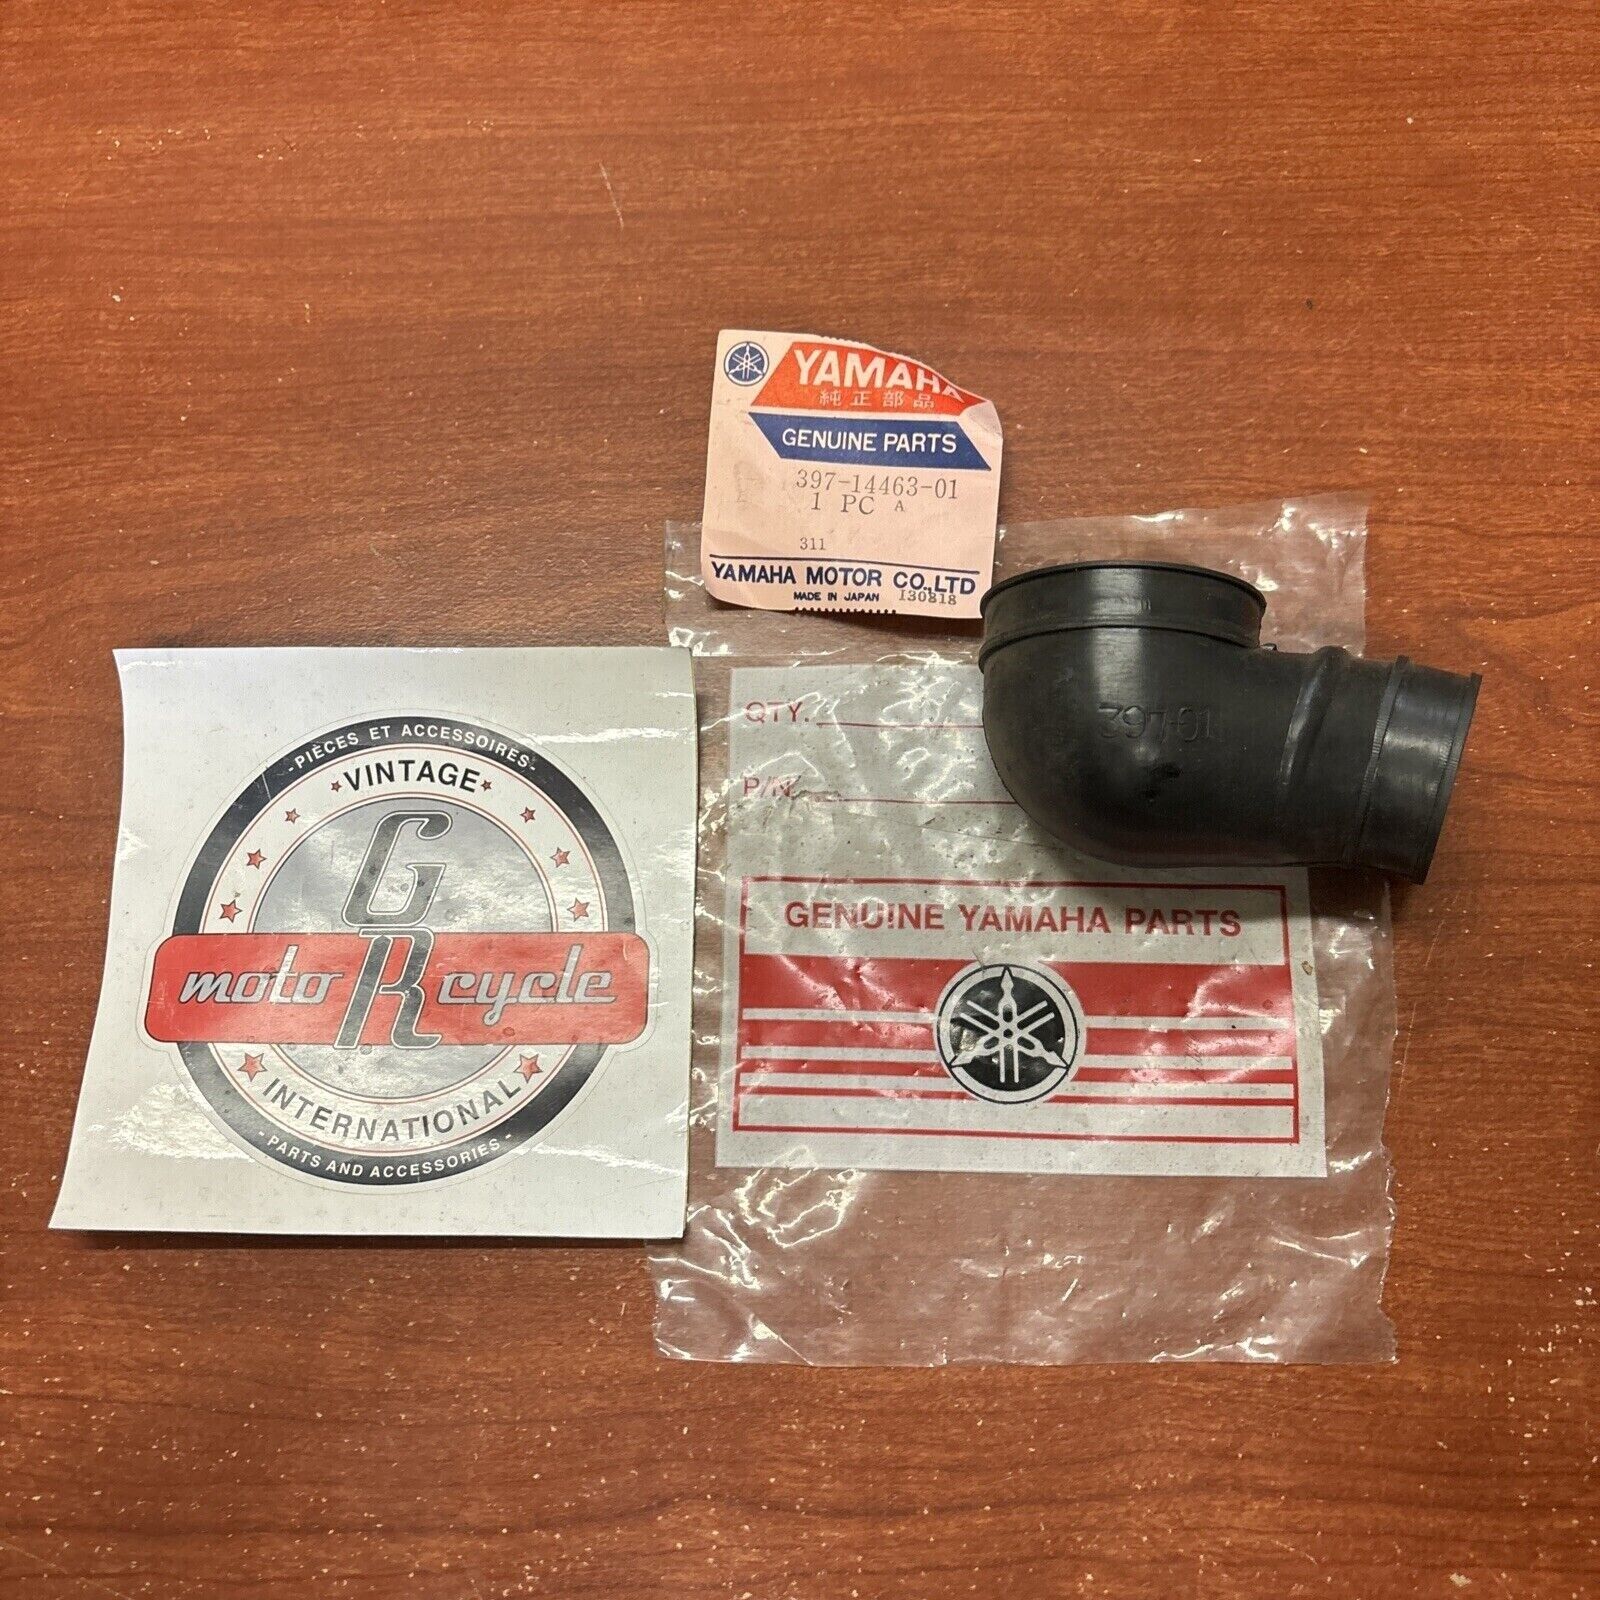 YAMAHA
純正部品
GENUINE PARTS
397-14463-01
1 PC A
311
YAMAHA MOTOR CO.,LTD
MADE IN JAPAN I30818
397-01
QTY.
P/N.
GENUINE YAMAHA PARTS
-PIÈCES ET ACCESSOIRES-
VINTAGE
G
moto R cycle
INTERNATIONAL
-PARTS AND ACCESSORIES-